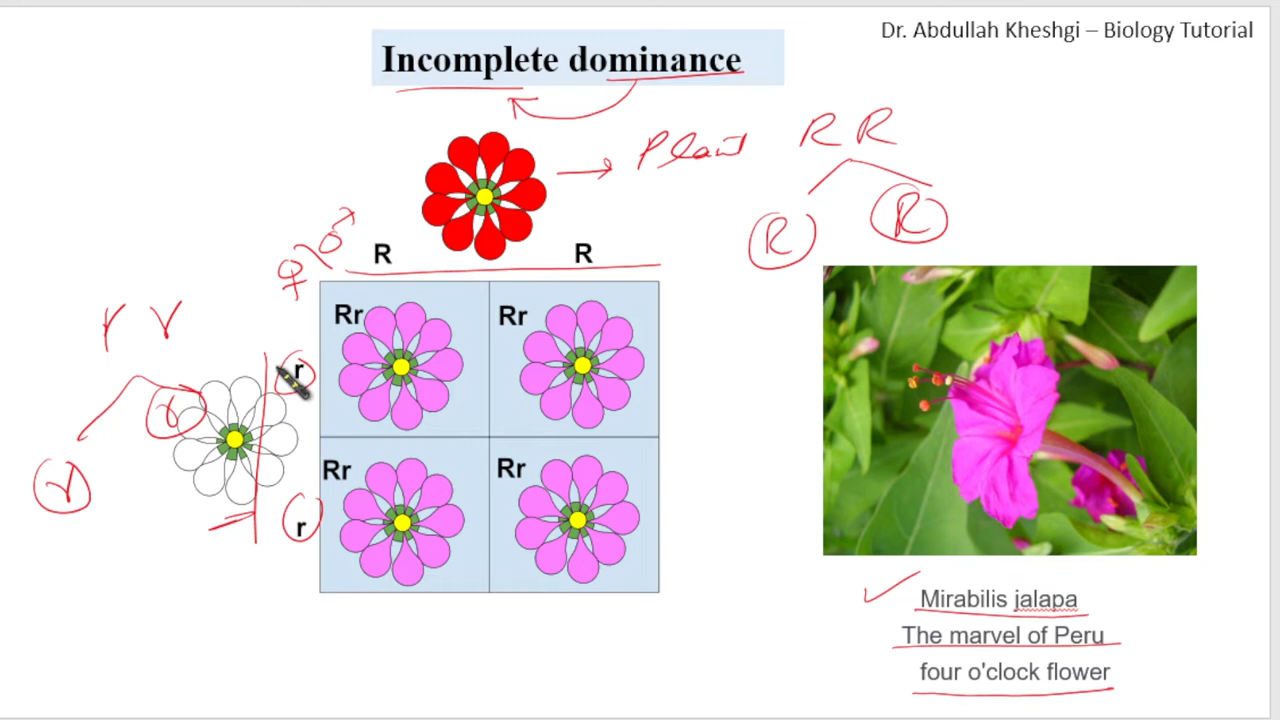 Dr. Abdullah Kheshgi – Biology Tutorial
Incomplete dominance
Plant RR
R R
♀/♂
R R
r r
r
r
Rr Rr
r
r
Rr Rr
Mirabilis jalapa
The marvel of Peru
four o'clock flower